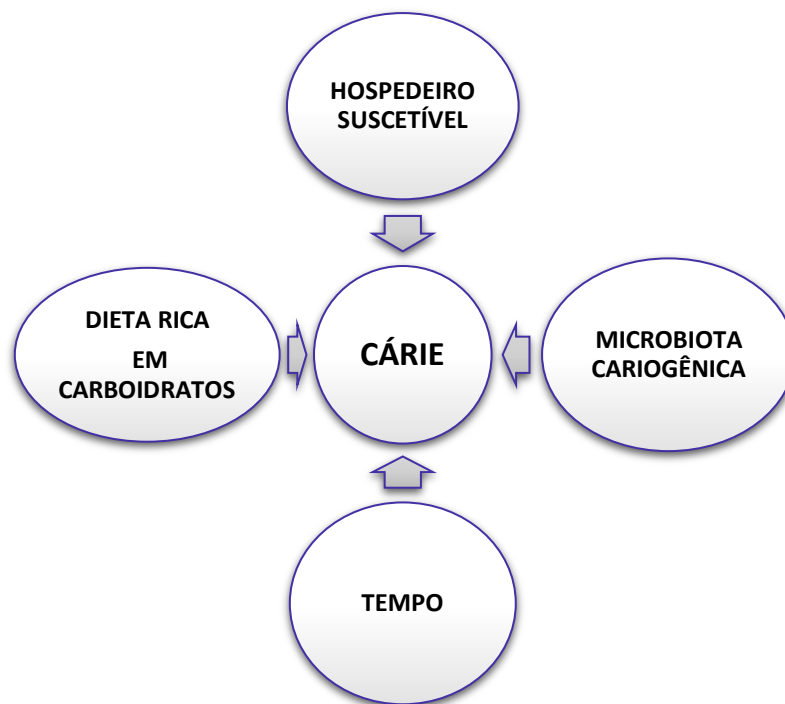 HOSPEDEIRO
SUSCETÍVEL
DIETA RICA
EM
CARBOIDRATOS
CÁRIE
MICROBIOTA
CARIOGÊNICA
TEMPO